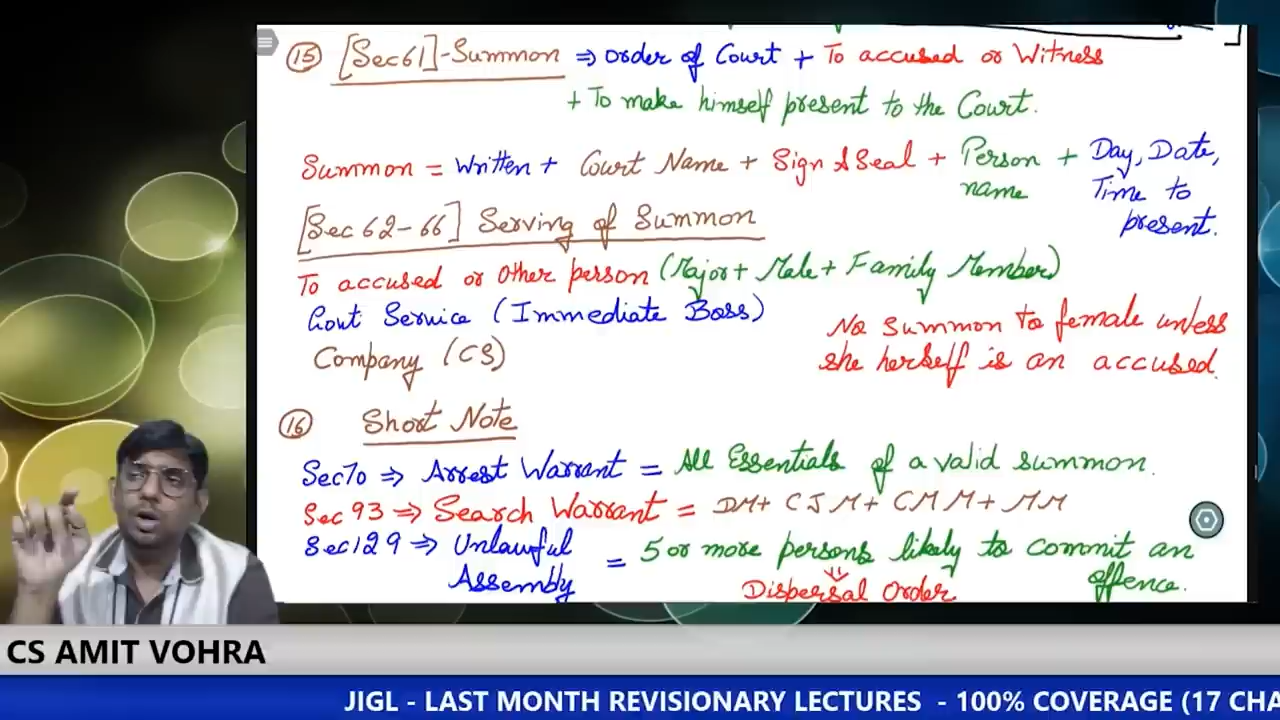 15 [Sec 61] - Summon ⇒ Order of Court + To accused or Witness
+ To make himself present to the Court.
Summon = Written + Court Name + Sign & Seal + Person name + Day, Date, Time to present.
[Sec 62-66] Serving of Summon
To accused or Other person (Major + Male + Family Member)
Govt Service (Immediate Boss)
Company (CS)
No summon to female unless
she herself is an accused.
16 Short Note
Sec 70 ⇒ Arrest Warrant = All Essentials of a valid summon.
Sec 93 ⇒ Search Warrant = DM + CJM + CMM + MM
Sec 129 ⇒ Unlawful Assembly = 5 or more persons likely to commit an offence.
Dispersal Order
CS AMIT VOHRA
JIGL - LAST MONTH REVISIONARY LECTURES - 100% COVERAGE (17 CHA